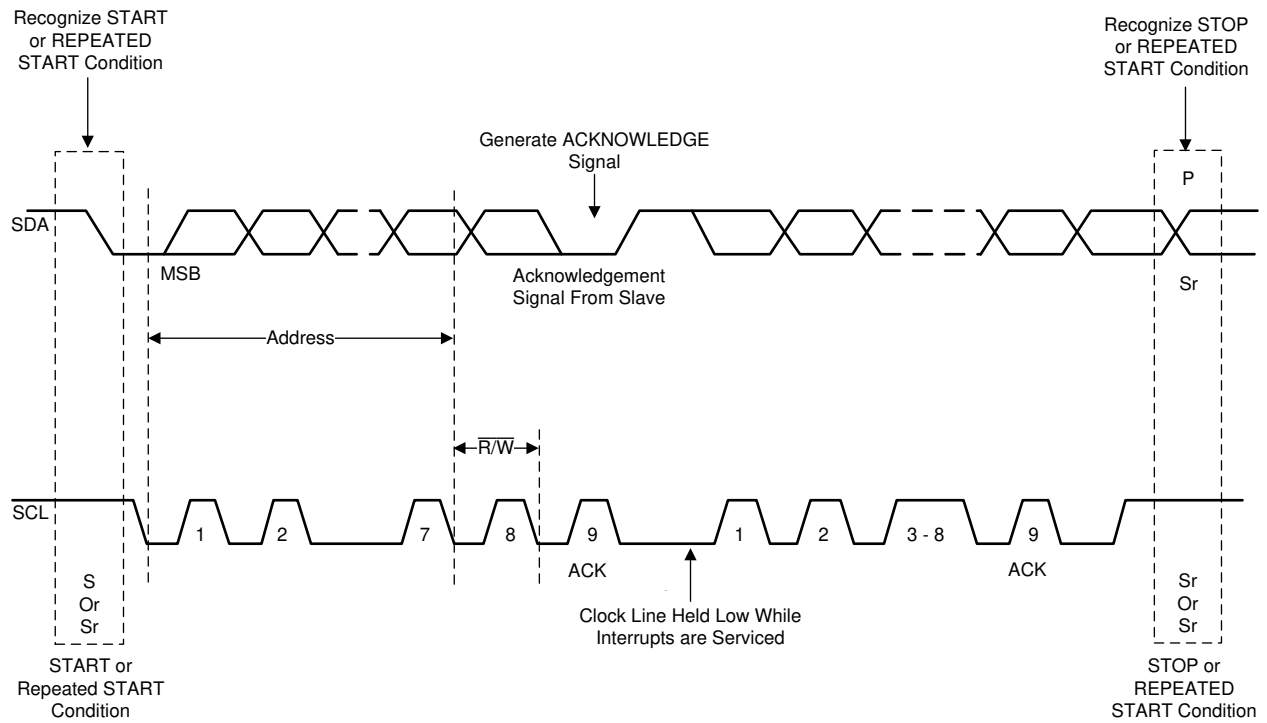 Recognize START
or REPEATED
START Condition
Recognize STOP
or REPEATED
START Condition
Generate ACKNOWLEDGE
Signal
P
SDA
MSB
Acknowledgement
Signal From Slave
Sr
Address
R/W
SCL
1
2
7
8
9
1
2
3 - 8
9
ACK
ACK
S
Or
Sr
Clock Line Held Low While
Interrupts are Serviced
Sr
Or
Sr
START or
Repeated START
Condition
STOP or
REPEATED
START Condition